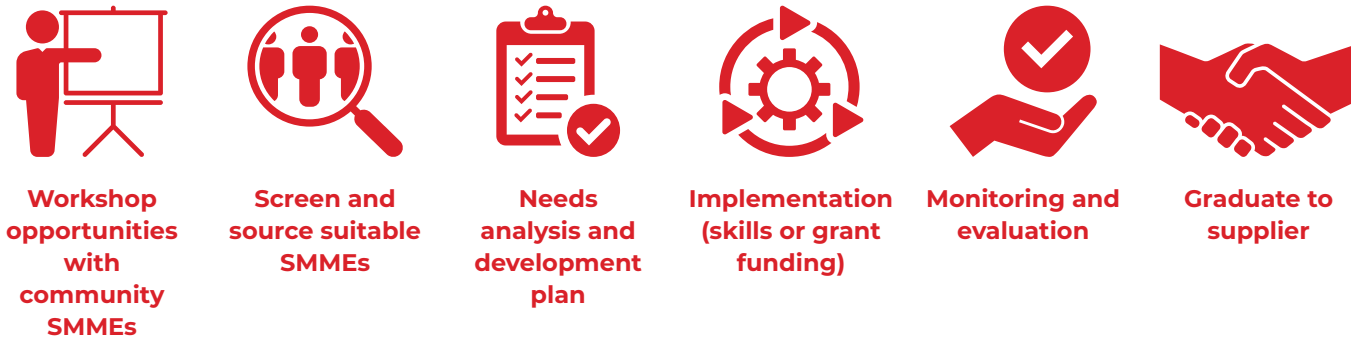 Workshop
opportunities
with
community
SMMEs
Screen and
source suitable
SMMEs
Needs
analysis and
development
plan
Implementation
(skills or grant
funding)
Monitoring and
evaluation
Graduate to
supplier